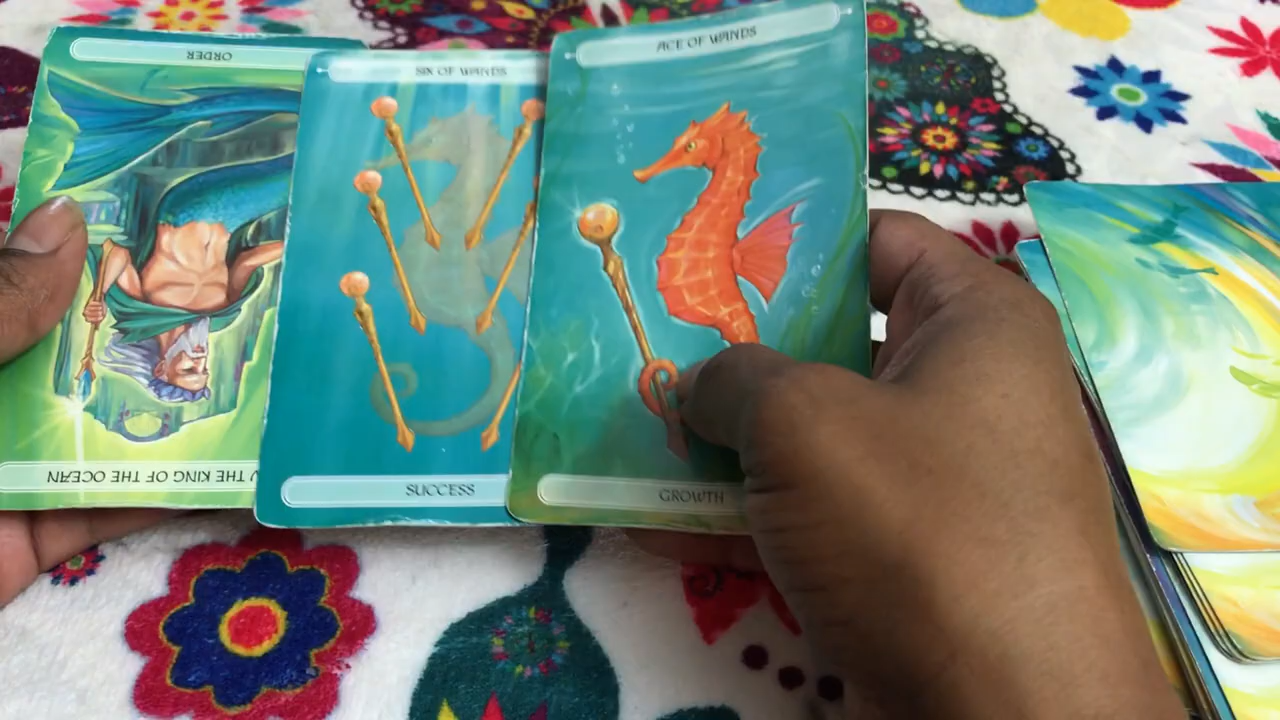 ORDER
SIX OF WANDS
ACE OF WANDS
THE KING OF THE OCEAN
SUCCESS
GROWTH